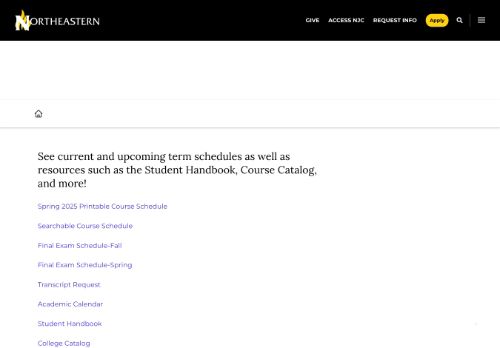 NORTHEASTERN
GIVE ACCESS NJC REQUEST INFO Apply
See current and upcoming term schedules as well as
resources such as the Student Handbook, Course Catalog,
and more!
Spring 2025 Printable Course Schedule
Searchable Course Schedule
Final Exam Schedule-Fall
Final Exam Schedule-Spring
Transcript Request
Academic Calendar
Student Handbook
College Catalog